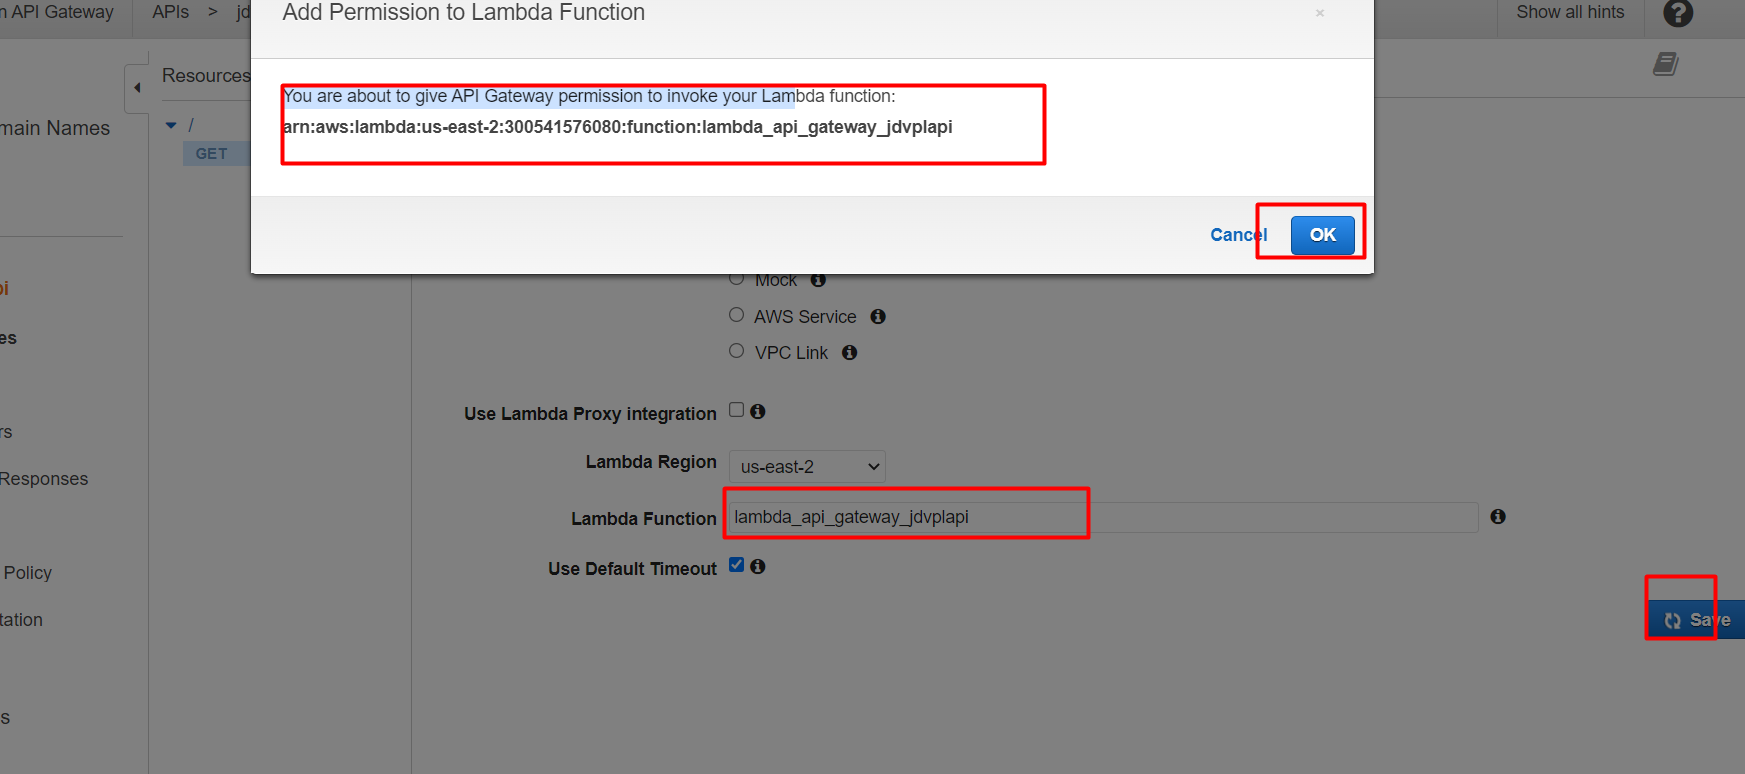 n API Gateway
APIs > jd
Show all hints
?
Add Permission to Lambda Function
×
Resources
You are about to give API Gateway permission to invoke your Lambda function:
arn:aws:lambda:us-east-2:300541576080:function:lambda_api_gateway_jdvplapi
main Names
/
GET
Cancel
OK
Mock
pi
AWS Service
es
VPC Link
Use Lambda Proxy integration
rs
Lambda Region
us-east-2
Responses
Lambda Function
lambda_api_gateway_jdvplapi
Use Default Timeout
Policy
tation
Save
s